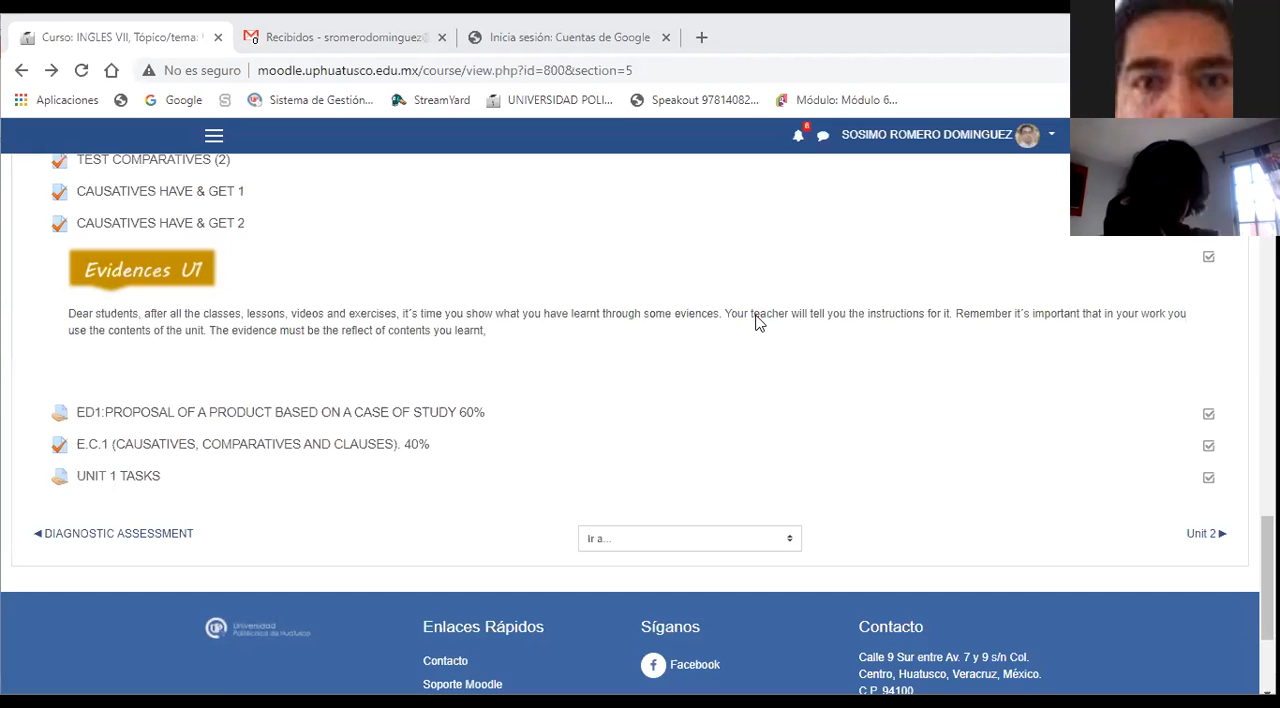 Curso: INGLES VII, Tópico/tema:
Recibidos - sromerodominguez@
Inicia sesión: Cuentas de Google
No es seguro
moodle.uphuatusco.edu.mx/course/view.php?id=800&section=5
Aplicaciones
Google
Sistema de Gestión...
StreamYard
UNIVERSIDAD POLI...
Speakout 97814082...
Módulo: Módulo 6...
SOSIMO ROMERO DOMINGUEZ
TEST COMPARATIVES (2)
CAUSATIVES HAVE & GET 1
CAUSATIVES HAVE & GET 2
Evidences U1
Dear students, after all the classes, lessons, videos and exercises, it´s time you show what you have learnt through some eviences. Your teacher will tell you the instructions for it. Remember it´s important that in your work you
use the contents of the unit. The evidence must be the reflect of contents you learnt,
ED1:PROPOSAL OF A PRODUCT BASED ON A CASE OF STUDY 60%
E.C.1 (CAUSATIVES, COMPARATIVES AND CLAUSES). 40%
UNIT 1 TASKS
◀ DIAGNOSTIC ASSESSMENT
Ir a...
Unit 2 ▶
Universidad
Politécnica de Huatusco
Enlaces Rápidos
Síganos
Contacto
Contacto
Facebook
Calle 9 Sur entre Av. 7 y 9 s/n Col.
Centro, Huatusco, Veracruz, México.
Soporte Moodle
C.P. 94100